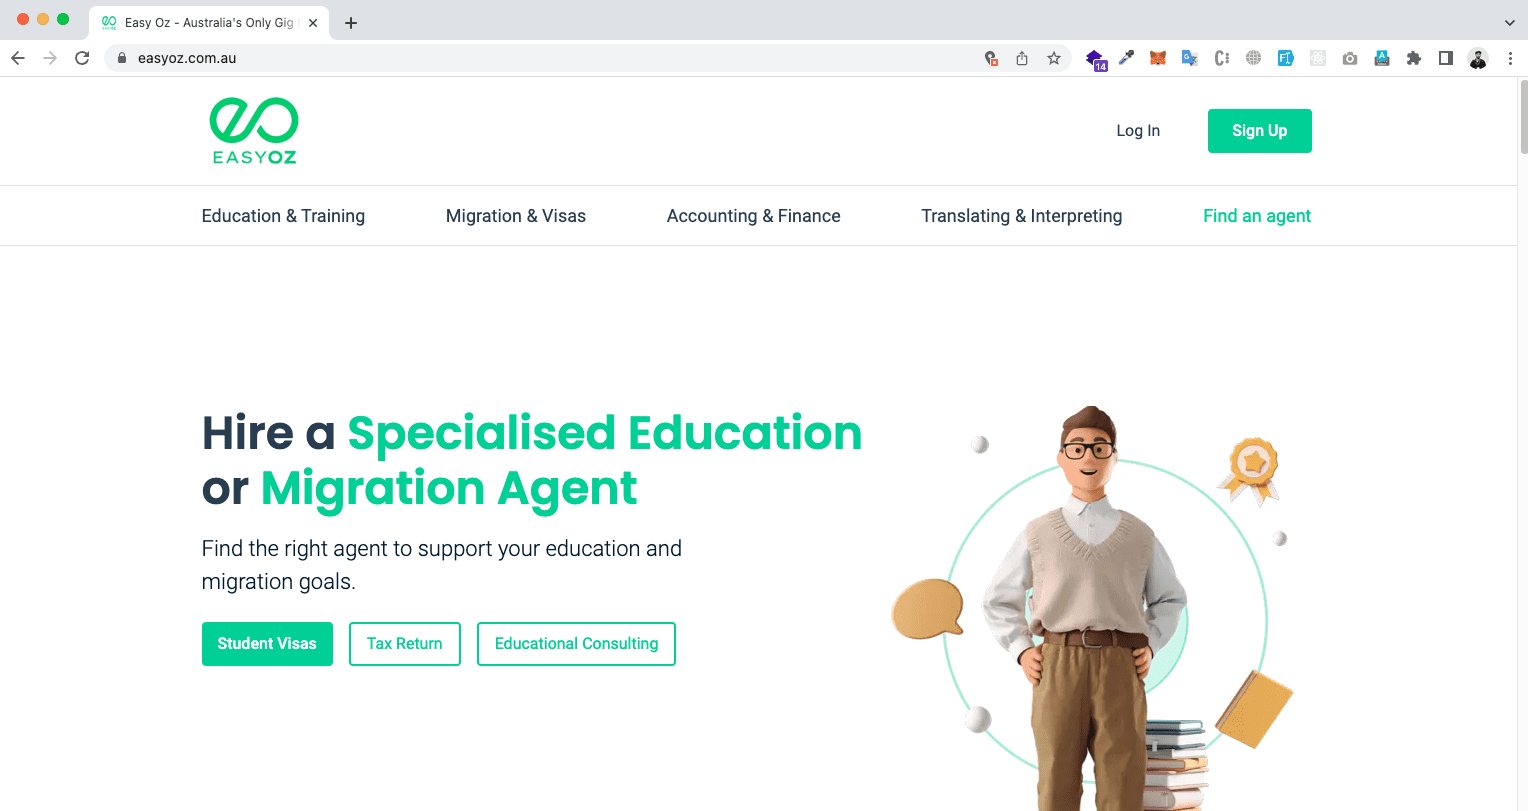 Easy Oz - Australia's Only Gig
easyoz.com.au
14
EASYOZ
Log In
Sign Up
Education & Training
Migration & Visas
Accounting & Finance
Translating & Interpreting
Find an agent
Hire a Specialised Education
or Migration Agent
Find the right agent to support your education and
migration goals.
Student Visas
Tax Return
Educational Consulting